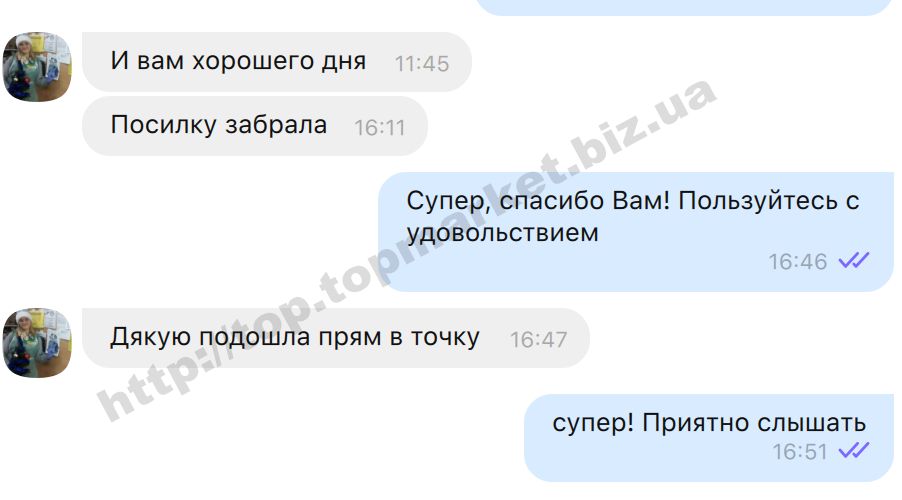 И вам хорошего дня 11:45
Посилку забрала 16:11
Супер, спасибо Вам! Пользуйтесь с
удовольствием
16:46
Дякую подошла прям в точку 16:47
супер! Приятно слышать
16:51
http://top.topmarket.biz.ua